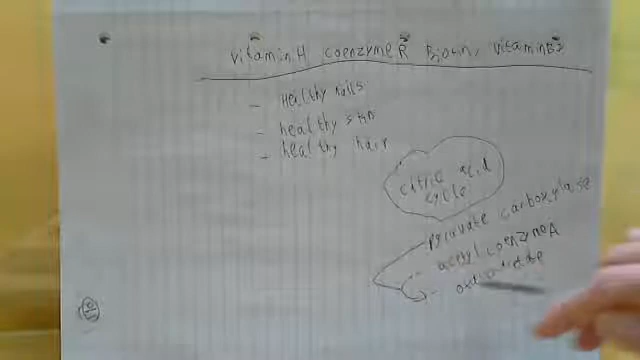 vitamin H coenzyme R Biotin, vitamin B7
- Healthy nails
- healthy skin
- healthy hair
citric acid
cycle
pyruvate carboxylase
- acetyl coenzyme A
-